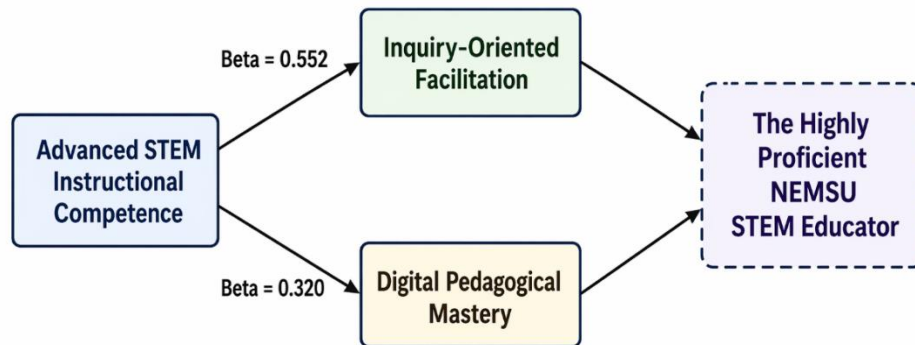 Beta = 0.552
Inquiry-Oriented
Facilitation
Advanced STEM
Instructional
Competence
The Highly
Proficient
NEMSU
STEM Educator
Beta = 0.320
Digital Pedagogical
Mastery